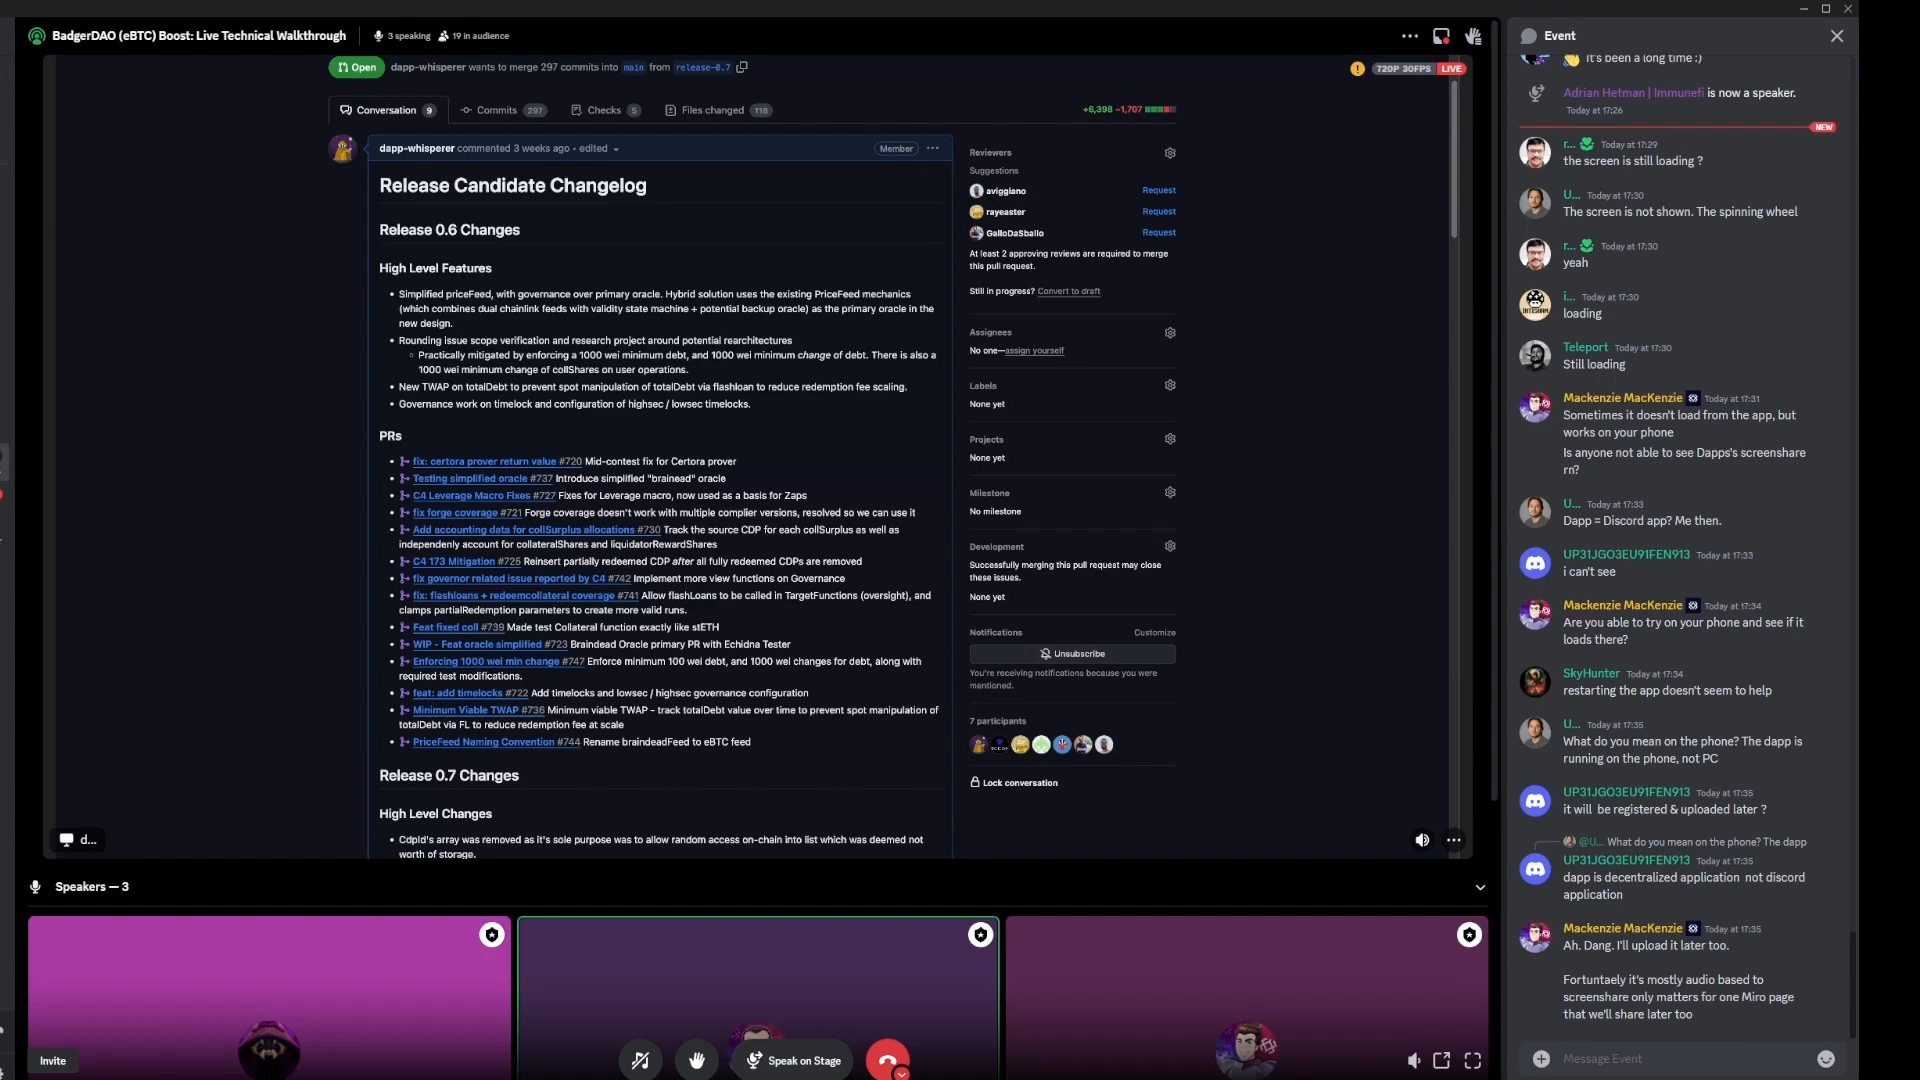 BadgerDAO (eBTC) Boost: Live Technical Walkthrough
3 speaking
19 in audience
Open
dapp-whisperer wants to merge 297 commits into main from release-0.7
720P 30FPS LIVE
Conversation 9
Commits 297
Checks 5
Files changed 118
+6,398 −1,707
dapp-whisperer commented 3 weeks ago • edited
Member
Release Candidate Changelog
Release 0.6 Changes
High Level Features
Simplified priceFeed, with governance over primary oracle. Hybrid solution uses the existing PriceFeed mechanics
(which combines dual chainlink feeds with validity state machine + potential backup oracle) as the primary oracle in the
new design.
Rounding issue scope verification and research project around potential rearchitectures
Practically mitigated by enforcing a 1000 wei minimum debt, and 1000 wei minimum change of debt. There is also a
1000 wei minimum change of collShares on user operations.
New TWAP on totalDebt to prevent spot manipulation of totalDebt via flashloan to reduce redemption fee scaling.
Governance work on timelock and configuration of highsec / lowsec timelocks.
PRs
fix: certora prover return value #720 Mid-contest fix for Certora prover
Testing simplified oracle #737 Introduce simplified "brainead" oracle
C4 Leverage Macro Fixes #727 Fixes for Leverage macro, now used as a basis for Zaps
fix forge coverage #721 Forge coverage doesn't work with multiple complier versions, resolved so we can use it
Add accounting data for collSurplus allocations #730 Track the source CDP for each collSurplus as well as
independenly account for collateralShares and liquidatorRewardShares
C4 173 Mitigation #725 Reinsert partially redeemed CDP after all fully redeemed CDPs are removed
fix governor related issue reported by C4 #742 Implement more view functions on Governance
fix: flashloans + redeemcollateral coverage #741 Allow flashLoans to be called in TargetFunctions (oversight), and
clamps partialRedemption parameters to create more valid runs.
Feat fixed coll #739 Made test Collateral function exactly like stETH
WIP - Feat oracle simplified #723 Braindead Oracle primary PR with Echidna Tester
Enforcing 1000 wei min change #747 Enforce minimum 100 wei debt, and 1000 wei changes for debt, along with
required test modifications.
feat: add timelocks #722 Add timelocks and lowsec / highsec governance configuration
Minimum Viable TWAP #736 Minimum viable TWAP - track totalDebt value over time to prevent spot manipulation of
totalDebt via FL to reduce redemption fee at scale
PriceFeed Naming Convention #744 Rename braindeadFeed to eBTC feed
Release 0.7 Changes
High Level Changes
CdpId's array was removed as it's sole purpose was to allow random access on-chain into list which was deemed not
worth of storage.
Reviewers
Suggestions
aviggiano Request
rayeaster Request
GalloDaSballo Request
At least 2 approving reviews are required to merge
this pull request.
Still in progress? Convert to draft
Assignees
No one—assign yourself
Labels
None yet
Projects
None yet
Milestone
No milestone
Development
Successfully merging this pull request may close
these issues.
None yet
Notifications Customize
Unsubscribe
You're receiving notifications because you were
mentioned.
7 participants
Lock conversation
d...
Speakers — 3
Invite
Speak on Stage
Event
It's been a long time :)
Adrian Hetman | Immunefi is now a speaker.
Today at 17:26
NEW
r... Today at 17:29
the screen is still loading ?
U... Today at 17:30
The screen is not shown. The spinning wheel
r... Today at 17:30
yeah
i... Today at 17:30
loading
Teleport Today at 17:30
Still loading
Mackenzie MacKenzie Today at 17:31
Sometimes it doesn't load from the app, but
works on your phone
Is anyone not able to see Dapps's screenshare
rn?
U... Today at 17:33
Dapp = Discord app? Me then.
UP31JGO3EU91FEN913 Today at 17:33
i can't see
Mackenzie MacKenzie Today at 17:34
Are you able to try on your phone and see if it
loads there?
SkyHunter Today at 17:34
restarting the app doesn't seem to help
U... Today at 17:35
What do you mean on the phone? The dapp is
running on the phone, not PC
UP31JGO3EU91FEN913 Today at 17:35
it will be registered & uploaded later ?
@U... What do you mean on the phone? The dapp
UP31JGO3EU91FEN913 Today at 17:35
dapp is decentralized application not discord
application
Mackenzie MacKenzie Today at 17:35
Ah. Dang. I'll upload it later too.
Fortuntaely it's mostly audio based to
screenshare only matters for one Miro page
that we'll share later too
Message Event